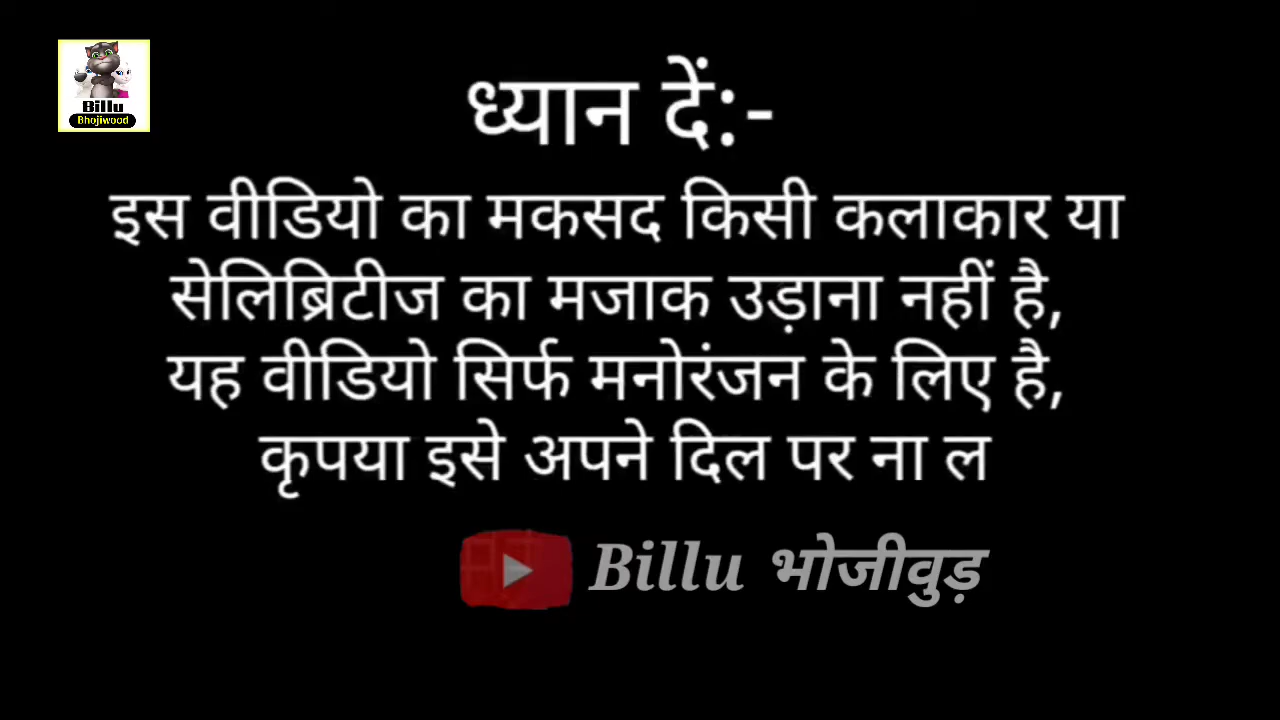 Billu
Bhojiwood
ध्यान दें:-
इस वीडियो का मकसद किसी कलाकार या
सेलिब्रिटीज का मजाक उड़ाना नहीं है,
यह वीडियो सिर्फ मनोरंजन के लिए है,
कृपया इसे अपने दिल पर ना ल
Billu भोजीवुड़